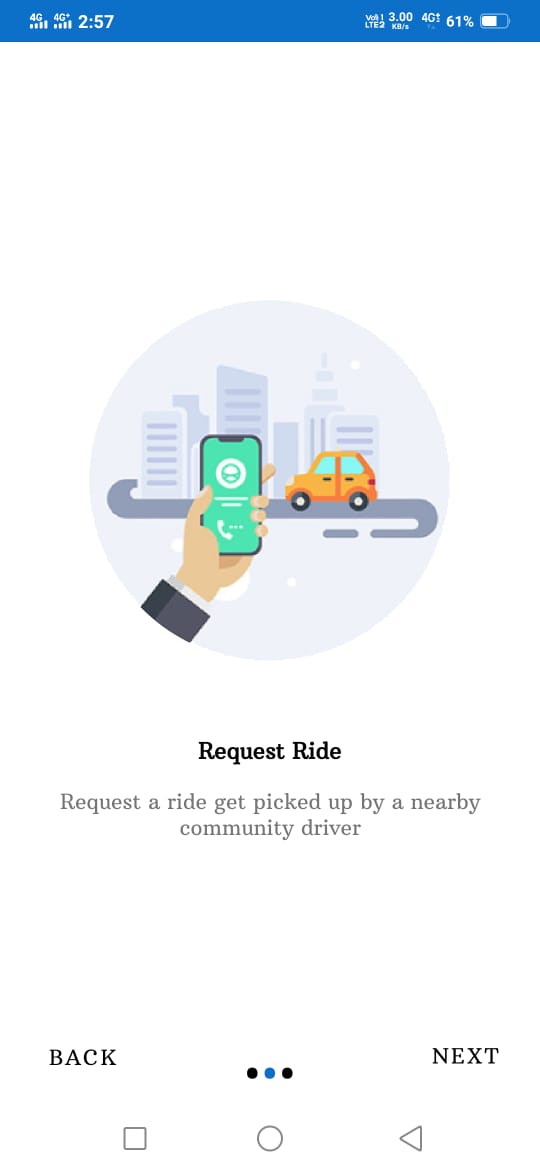 4G 4G+ 2:57 Vo) 1 LTE2 3.00 KB/s 4G 61%
Request Ride
Request a ride get picked up by a nearby
community driver
BACK
NEXT